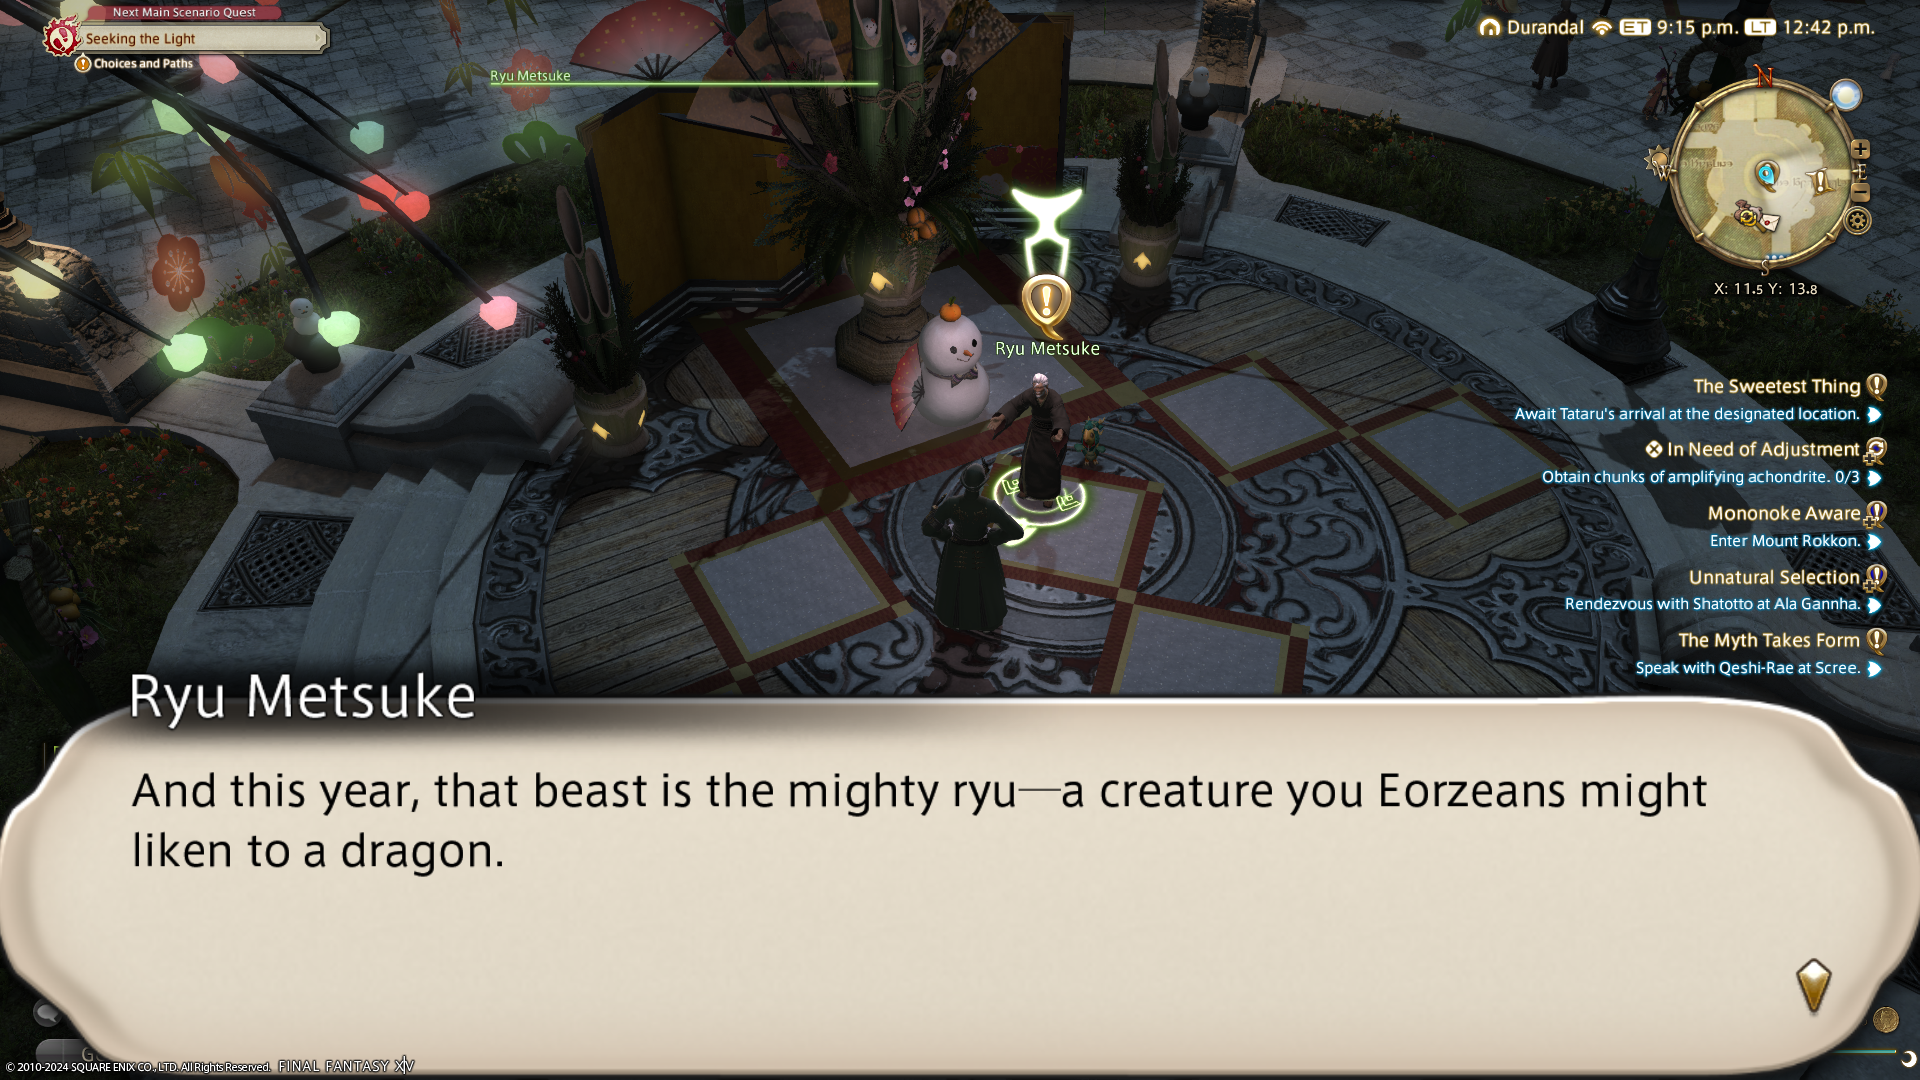 Next Main Scenario Quest
Seeking the Light
Choices and Paths
Ryu Metsuke
Durandal ET 9:15 p.m. LT 12:42 p.m.
N
W
E
S
X: 11.5 Y: 13.8
Ryu Metsuke
The Sweetest Thing
Await Tataru's arrival at the designated location.
In Need of Adjustment
Obtain chunks of amplifying achondrite. 0/3
Mononoke Aware
Enter Mount Rokkon.
Unnatural Selection
Rendezvous with Shatotto at Ala Gannha.
The Myth Takes Form
Speak with Qeshi-Rae at Scree.
Ryu Metsuke
And this year, that beast is the mighty ryu—a creature you Eorzeans might
liken to a dragon.
© 2010-2024 SQUARE ENIX CO., LTD. All Rights Reserved. FINAL FANTASY XIV